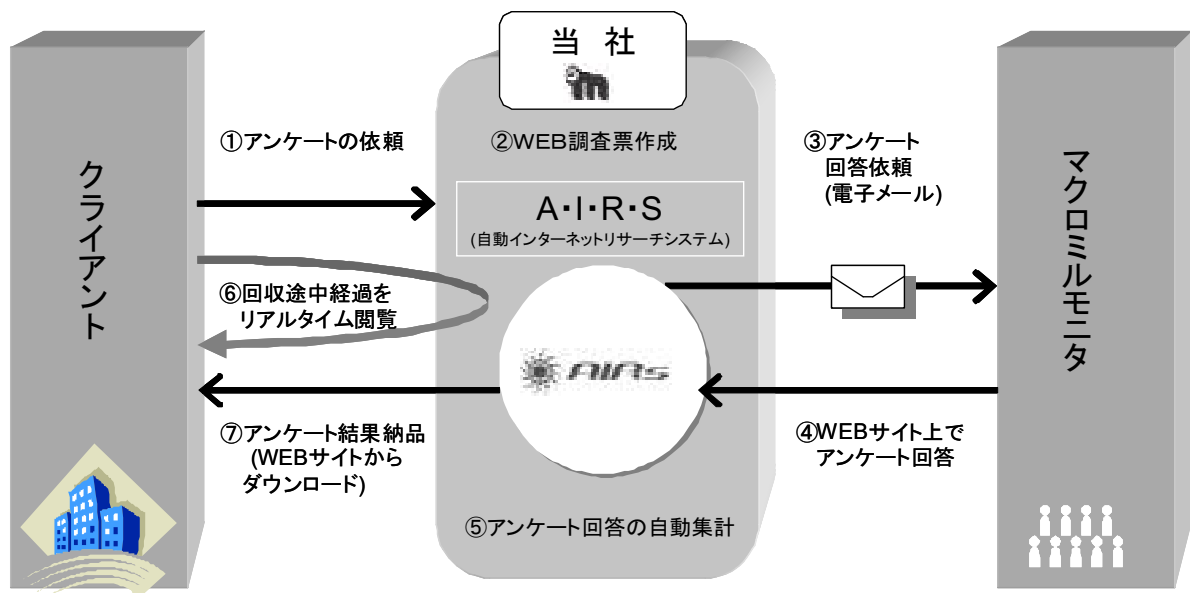 当 社
クライアント
①アンケートの依頼
②WEB調査票作成
③アンケート
回答依頼
(電子メール)
マクロミルモニタ
A・I・R・S
(自動インターネットリサーチシステム)
⑥回収途中経過を
リアルタイム閲覧
AIRs
⑦アンケート結果納品
(WEBサイトから
ダウンロード)
④WEBサイト上で
アンケート回答
⑤アンケート回答の自動集計